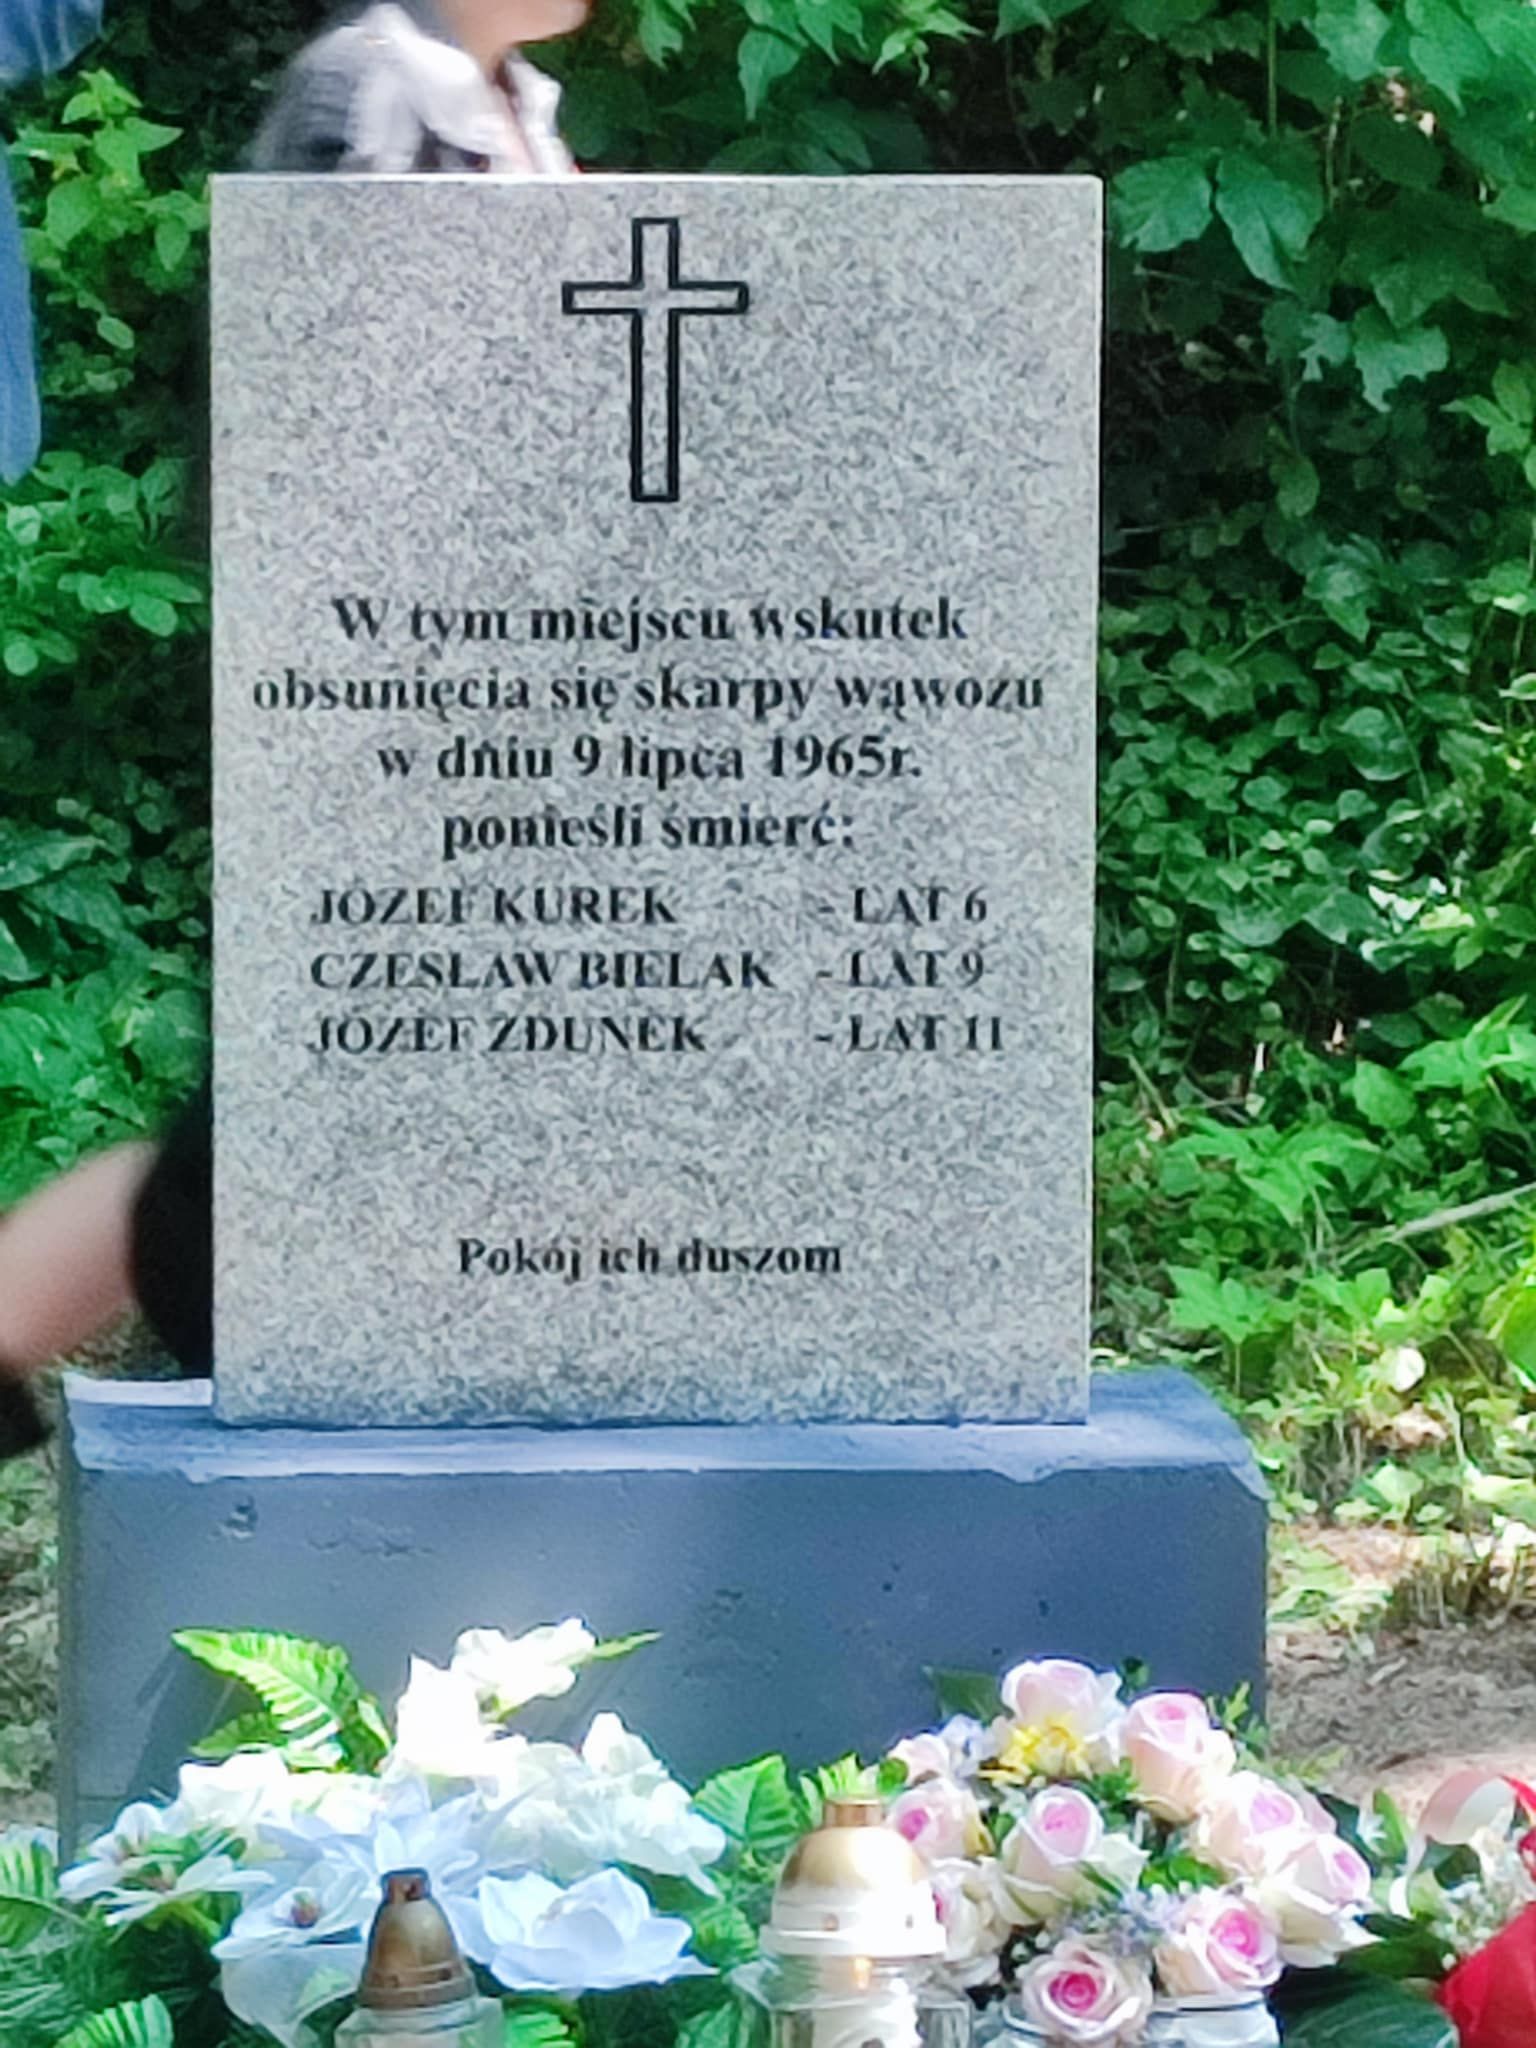 W tym miejscu wskutek
obsunięcia się skarpy wąwozu
w dniu 9 lipca 1965r.
ponieśli śmierć:
JÓZEF KUREK - LAT 6
CZESŁAW BIELAK - LAT 9
JÓZEF ZDUNEK - LAT 11
Pokój ich duszom